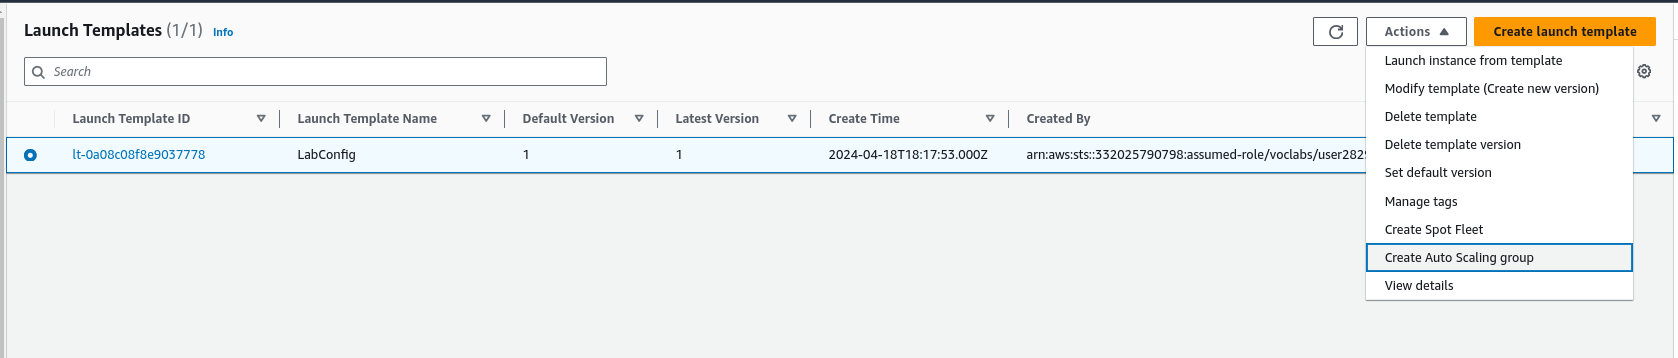 Launch Templates (1/1) Info
Actions
Create launch template
Search
Launch instance from template
Modify template (Create new version)
Delete template
Delete template version
Set default version
Manage tags
Create Spot Fleet
Create Auto Scaling group
View details
Launch Template ID Launch Template Name Default Version Latest Version Create Time Created By
lt-0a08c08f8e9037778 LabConfig 1 1 2024-04-18T18:17:53.000Z arn:aws:sts::332025790798:assumed-role/voclabs/user282